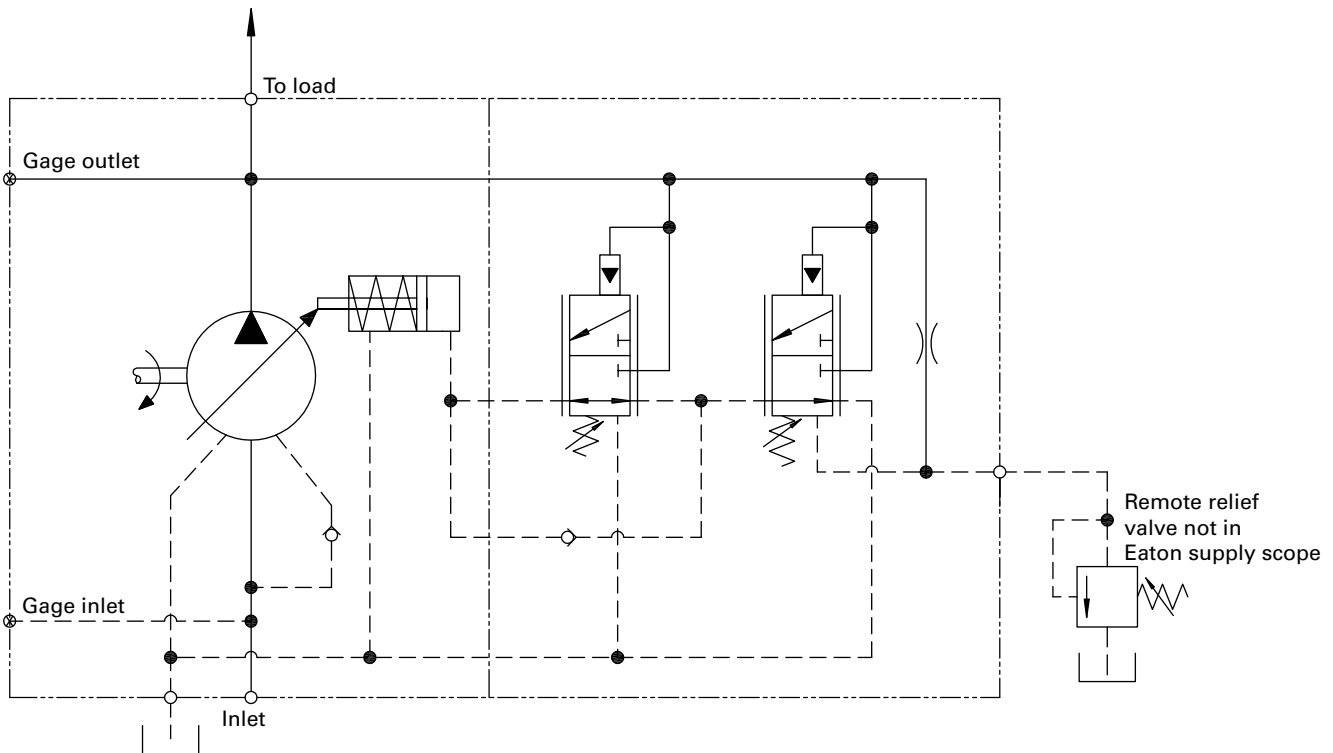 To load
Gage outlet
Remote relief
valve not in
Eaton supply scope
Gage inlet
Inlet